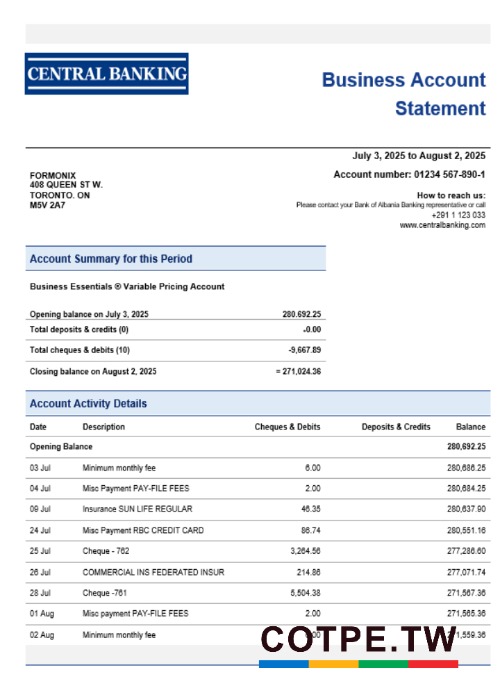 CENTRAL BANKING
Business Account
Statement
July 3, 2025 to August 2, 2025
FORMONIX
408 QUEEN ST W.
TORONTO. ON
M5V 2A7
Account number: 01234 567-890-1
How to reach us:
Please contact your Bank of Albania Banking representative or call
+291 1 123 033
www.centralbanking.com
Account Summary for this Period
Business Essentials ® Variable Pricing Account
Opening balance on July 3, 2025 280.692.25
Total deposits & credits (0) -0.00
Total cheques & debits (10) -9,667.89
Closing balance on August 2, 2025 = 271,024.36
Account Activity Details
Date Description Cheques & Debits Deposits & Credits Balance
Opening Balance 280,692.25
03 Jul Minimum monthly fee 6.00 280,686.25
04 Jul Misc Payment PAY-FILE FEES 2.00 280,684.25
09 Jul Insurance SUN LIFE REGULAR 46.35 280,637.90
24 Jul Misc Payment RBC CREDIT CARD 86.74 280,551.16
25 Jul Cheque - 762 3,264.56 277,286.60
26 Jul COMMERCIAL INS FEDERATED INSUR 214.86 277,071.74
28 Jul Cheque -761 5,504.38 271,567.36
01 Aug Misc payment PAY-FILE FEES 2.00 271,565.36
02 Aug Minimum monthly fee
COTPE.TW